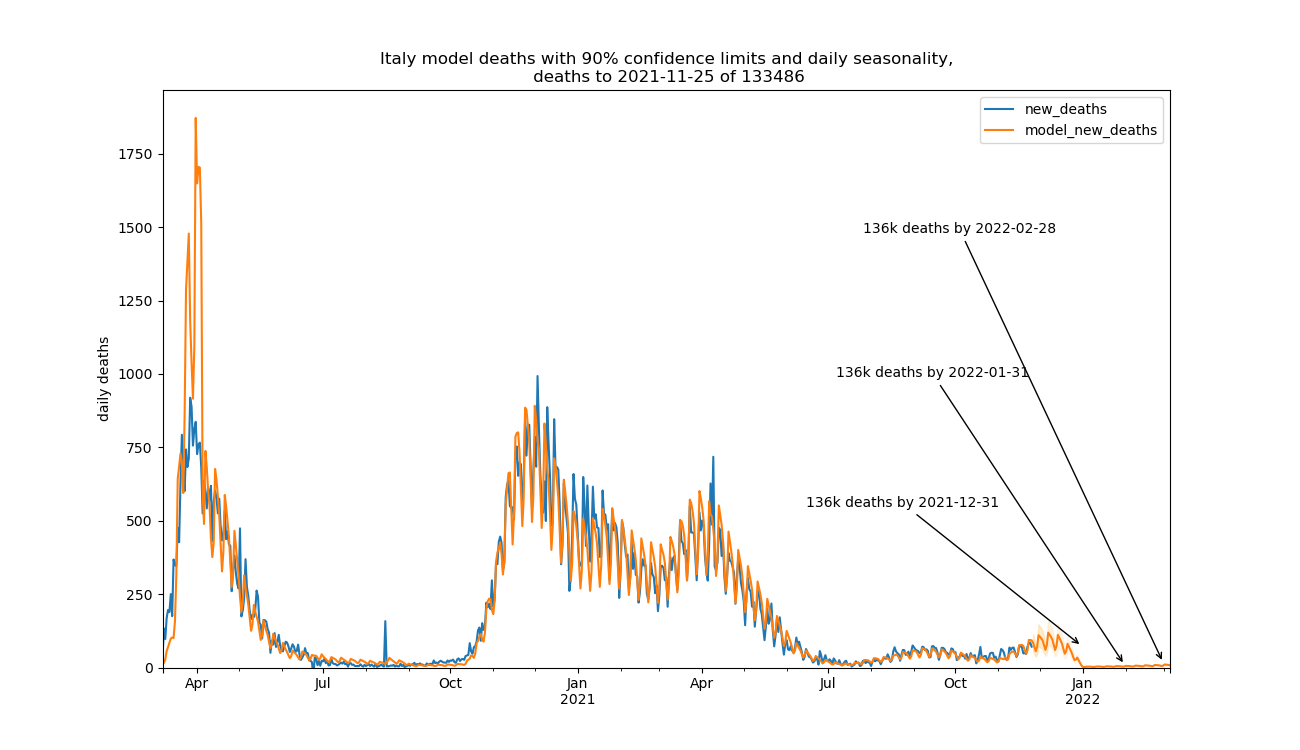 Italy model deaths with 90% confidence limits and daily seasonality,
deaths to 2021-11-25 of 133486
new_deaths
model_new_deaths
daily deaths
1750
1500
1250
1000
750
500
250
0
136k deaths by 2022-02-28
136k deaths by 2022-01-31
136k deaths by 2021-12-31
Apr
Jul
Oct
Jan
2021
Apr
Jul
Oct
Jan
2022